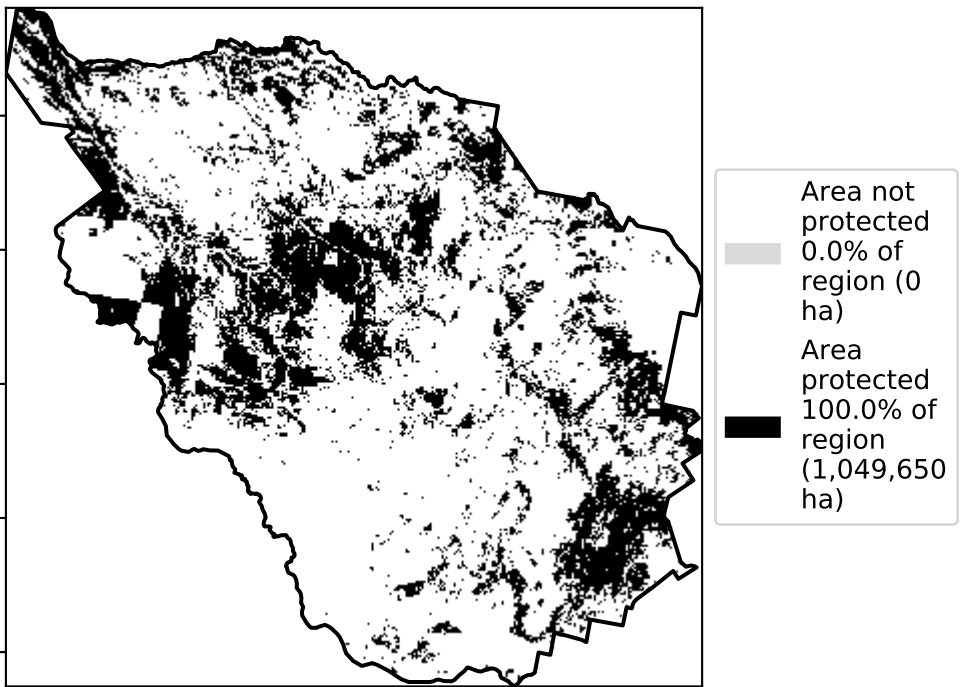 Area not
protected
0.0% of
region (0
ha)
Area
protected
100.0% of
region
(1,049,650
ha)